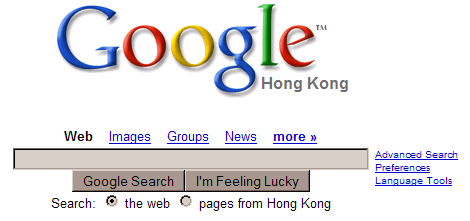 Google™
Hong Kong
Web Images Groups News more »
Advanced Search
Preferences
Language Tools
Google Search I'm Feeling Lucky
Search: the web pages from Hong Kong